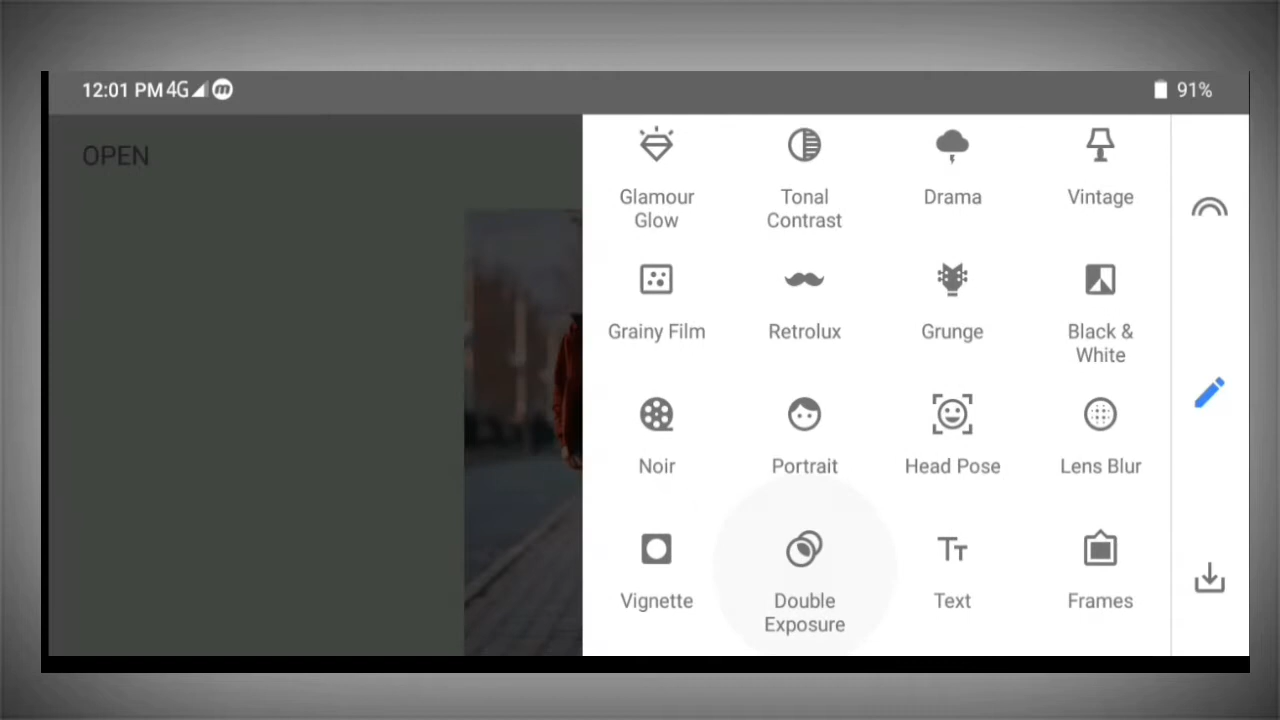 12:01 PM 4G 91%
OPEN
Glamour Glow
Tonal Contrast
Drama
Vintage
Grainy Film
Retrolux
Grunge
Black & White
Noir
Portrait
Head Pose
Lens Blur
Vignette
Double Exposure
Text
Frames